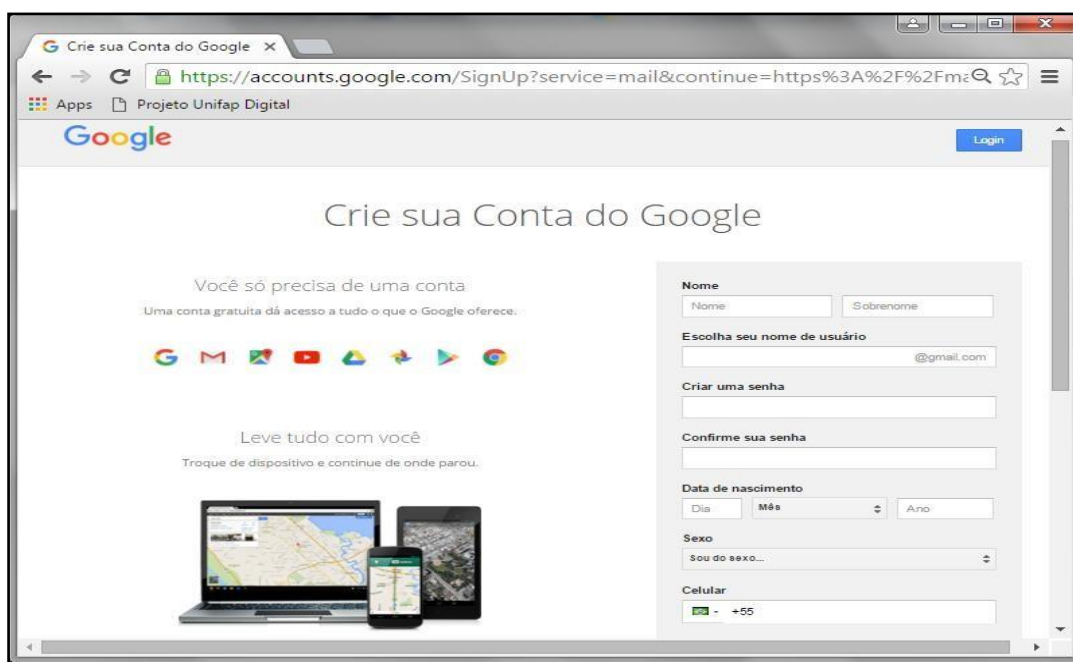 Crie sua Conta do Google
https://accounts.google.com/SignUp?service=mail&continue=https%3A%2F%2Fma
Apps Projeto Unifap Digital
Google Login
Crie sua Conta do Google
Você só precisa de uma conta
Uma conta gratuita dá acesso a tudo o que o Google oferece.
Leve tudo com você
Troque de dispositivo e continue de onde parou.
Nome
Nome Sobrenome
Escolha seu nome de usuário
@gmail.com
Criar uma senha
Confirme sua senha
Data de nascimento
Dia Mês Ano
Sexo
Sou do sexo...
Celular
+55